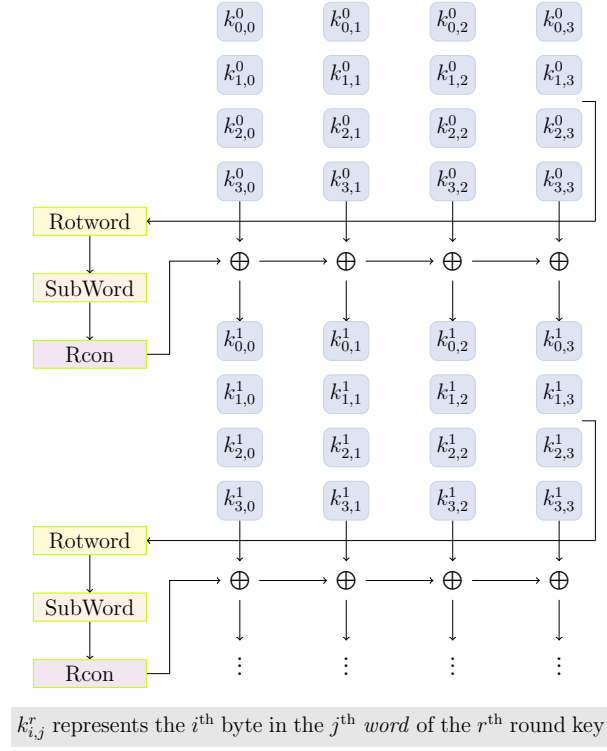 k^0_{0,0} k^0_{0,1} k^0_{0,2} k^0_{0,3}
k^0_{1,0} k^0_{1,1} k^0_{1,2} k^0_{1,3}
k^0_{2,0} k^0_{2,1} k^0_{2,2} k^0_{2,3}
k^0_{3,0} k^0_{3,1} k^0_{3,2} k^0_{3,3}
Rotword
⊕ ⊕ ⊕ ⊕
SubWord
Rcon
k^1_{0,0} k^1_{0,1} k^1_{0,2} k^1_{0,3}
k^1_{1,0} k^1_{1,1} k^1_{1,2} k^1_{1,3}
k^1_{2,0} k^1_{2,1} k^1_{2,2} k^1_{2,3}
k^1_{3,0} k^1_{3,1} k^1_{3,2} k^1_{3,3}
Rotword
⊕ ⊕ ⊕ ⊕
SubWord
Rcon
⋮ ⋮ ⋮ ⋮
k^r_{i,j} represents the i^th byte in the j^th word of the r^th round key